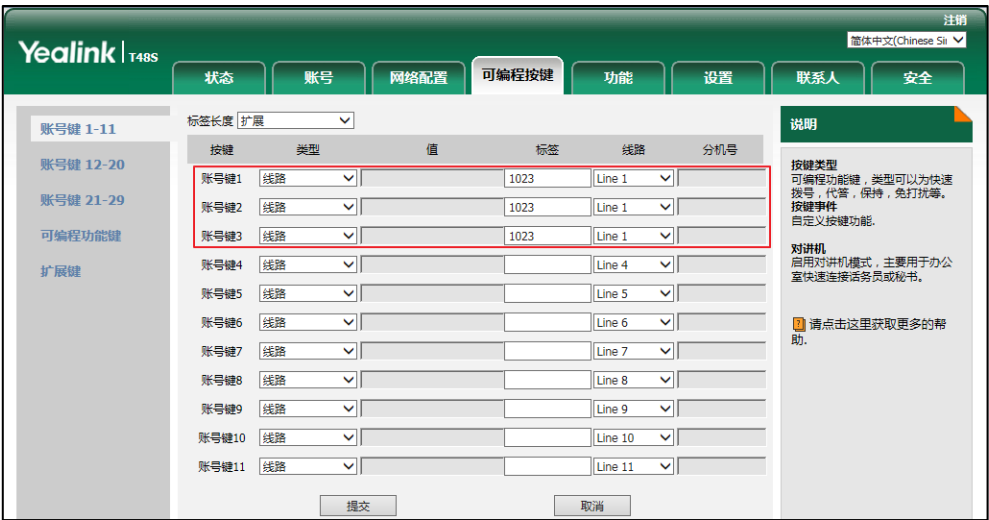 注销
Yealink T48S
简体中文(Chinese Sir
状态 账号 网络配置 可编程按键 功能 设置 联系人 安全
账号键 1-11
账号键 12-20
账号键 21-29
可编程功能键
扩展键
标签长度 扩展
按键 类型 值 标签 线路 分机号
账号键1 线路 1023 Line 1
账号键2 线路 1023 Line 1
账号键3 线路 1023 Line 1
账号键4 线路 Line 4
账号键5 线路 Line 5
账号键6 线路 Line 6
账号键7 线路 Line 7
账号键8 线路 Line 8
账号键9 线路 Line 9
账号键10 线路 Line 10
账号键11 线路 Line 11
提交 取消
说明
按键类型
可编程功能键，类型可以为快速
拨号，代答，保持，免打扰等。
按键事件
自定义按键功能.
对讲机
启用对讲机模式，主要用于办公
室快速连接话务员或秘书。
? 请点击这里获取更多的帮
助.